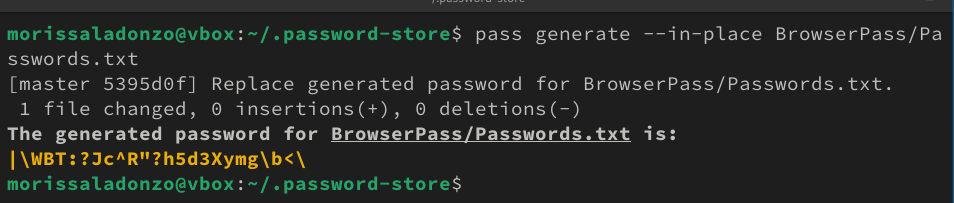 morissaladonzo@vbox:~/.password-store$ pass generate --in-place BrowserPass/Pa
sswords.txt
[master 5395d0f] Replace generated password for BrowserPass/Passwords.txt.
 1 file changed, 0 insertions(+), 0 deletions(-)
The generated password for BrowserPass/Passwords.txt is:
|\WBT:?Jc^R"?h5d3Xymg\b<\
morissaladonzo@vbox:~/.password-store$